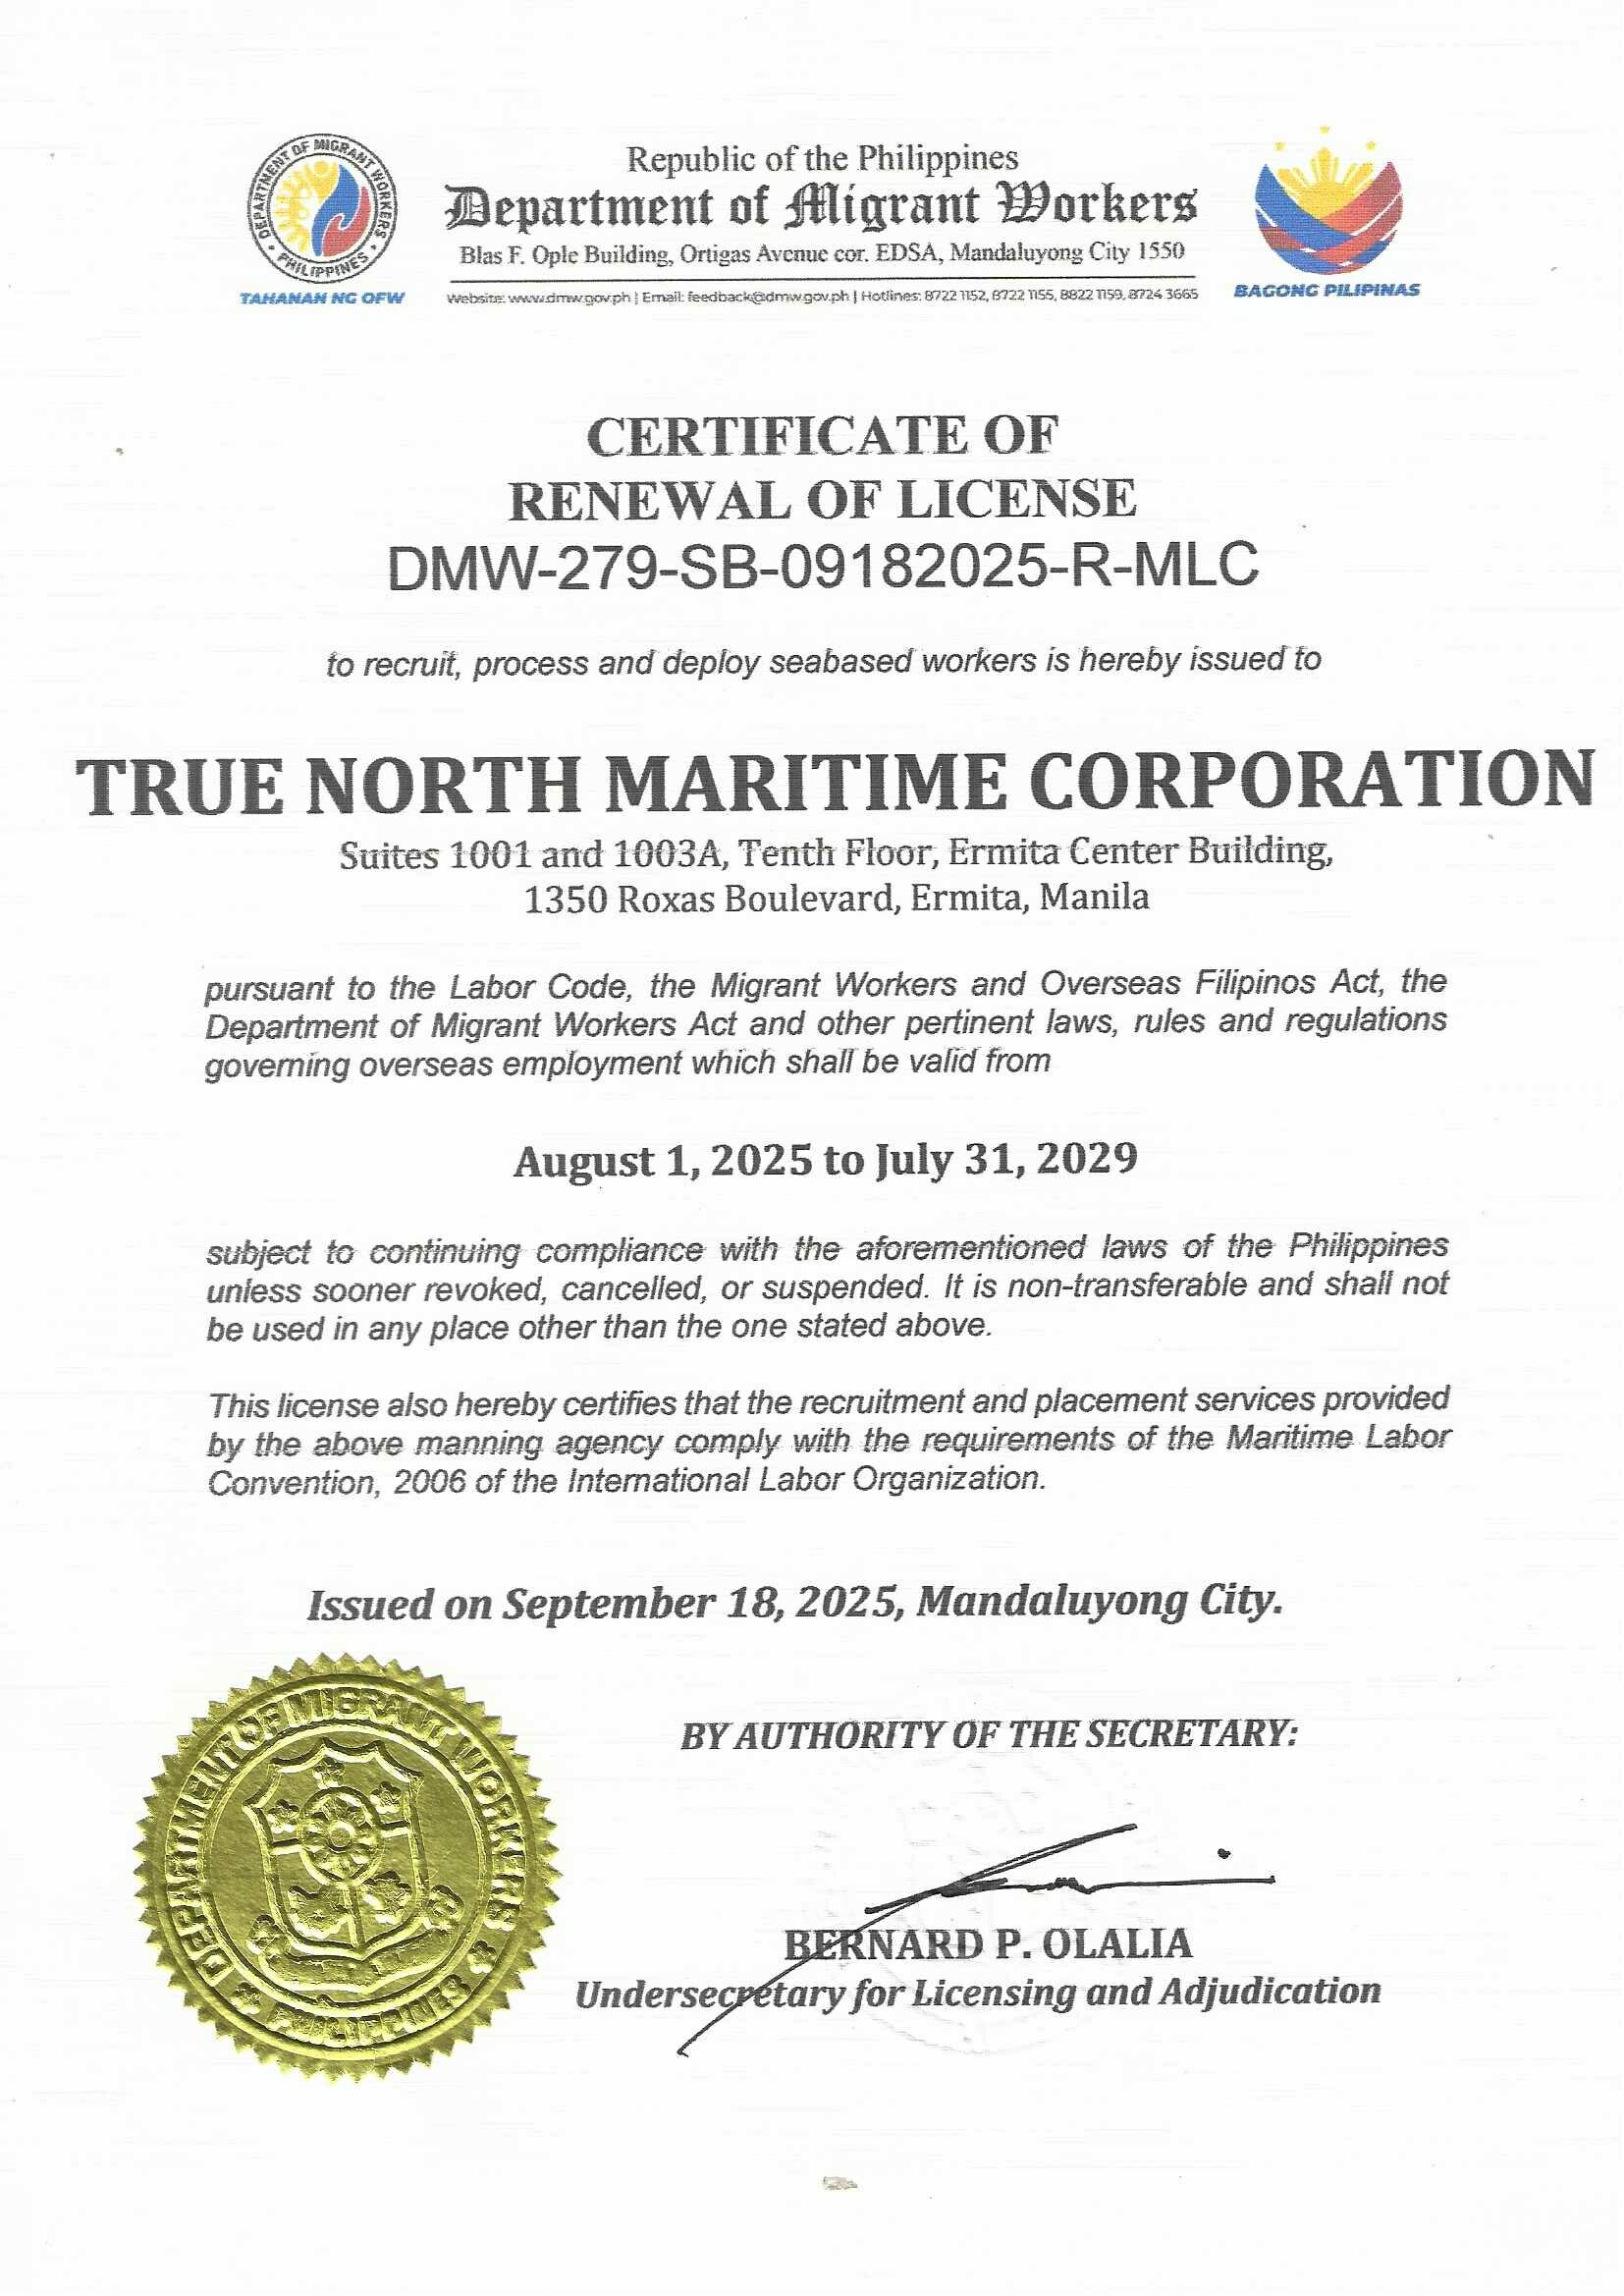 DEPARTMENT OF MIGRANT WORKERS
PHILIPPINES
TAHANAN NG OFW
Republic of the Philippines
Department of Migrant Workers
Blas F. Ople Building, Ortigas Avenue cor. EDSA, Mandaluyong City 1550
Website: www.dmw.gov.ph | Email: feedback@dmw.gov.ph | Hotlines: 8722 1152, 8722 1155, 8822 1159, 8724 3665
BAGONG PILIPINAS
CERTIFICATE OF
RENEWAL OF LICENSE
DMW-279-SB-09182025-R-MLC
to recruit, process and deploy seabased workers is hereby issued to
TRUE NORTH MARITIME CORPORATION
Suites 1001 and 1003A, Tenth Floor, Ermita Center Building,
1350 Roxas Boulevard, Ermita, Manila
pursuant to the Labor Code, the Migrant Workers and Overseas Filipinos Act, the
Department of Migrant Workers Act and other pertinent laws, rules and regulations
governing overseas employment which shall be valid from
August 1, 2025 to July 31, 2029
subject to continuing compliance with the aforementioned laws of the Philippines
unless sooner revoked, cancelled, or suspended. It is non-transferable and shall not
be used in any place other than the one stated above.
This license also hereby certifies that the recruitment and placement services provided
by the above manning agency comply with the requirements of the Maritime Labor
Convention, 2006 of the International Labor Organization.
Issued on September 18, 2025, Mandaluyong City.
DEPARTMENT OF MIGRANT WORKERS
PHILIPPINES
BY AUTHORITY OF THE SECRETARY:
BERNARD P. OLALIA
Undersecretary for Licensing and Adjudication